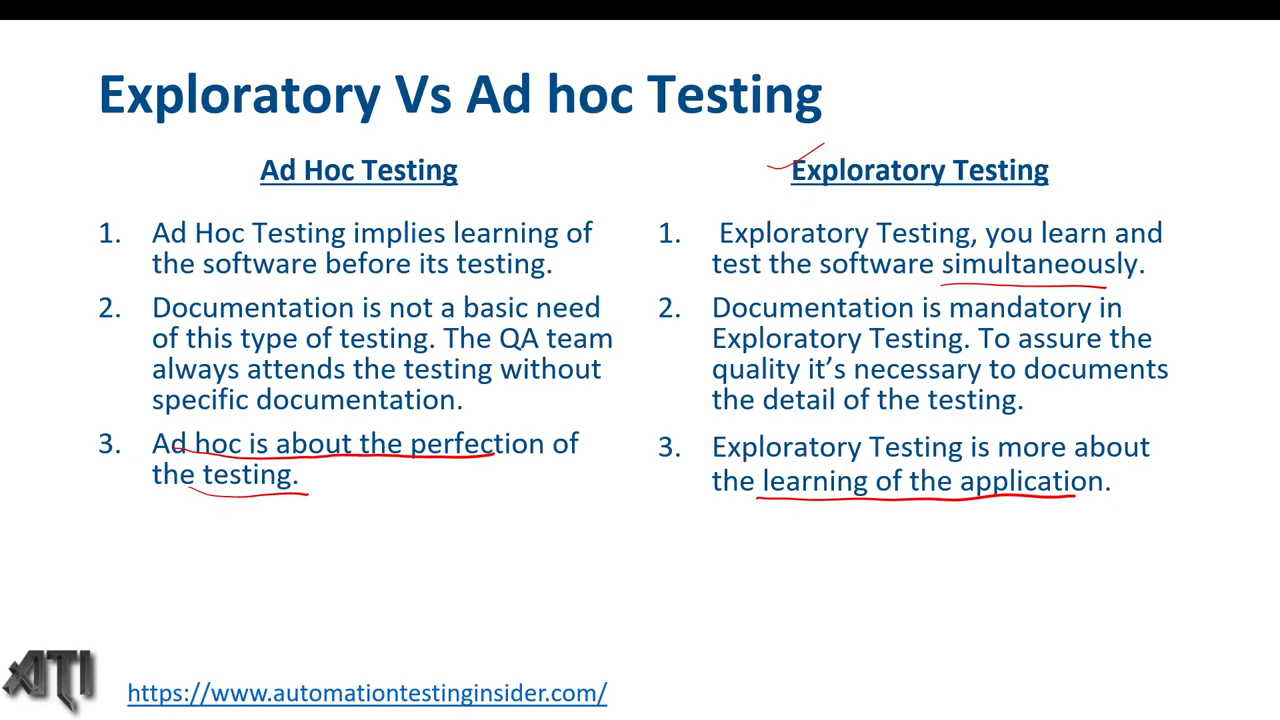 Exploratory Vs Ad hoc Testing
Ad Hoc Testing
1. Ad Hoc Testing implies learning of
the software before its testing.
2. Documentation is not a basic need
of this type of testing. The QA team
always attends the testing without
specific documentation.
3. Ad hoc is about the perfection of
the testing.
Exploratory Testing
1. Exploratory Testing, you learn and
test the software simultaneously.
2. Documentation is mandatory in
Exploratory Testing. To assure the
quality it’s necessary to documents
the detail of the testing.
3. Exploratory Testing is more about
the learning of the application.
ATI
https://www.automationtestinginsider.com/